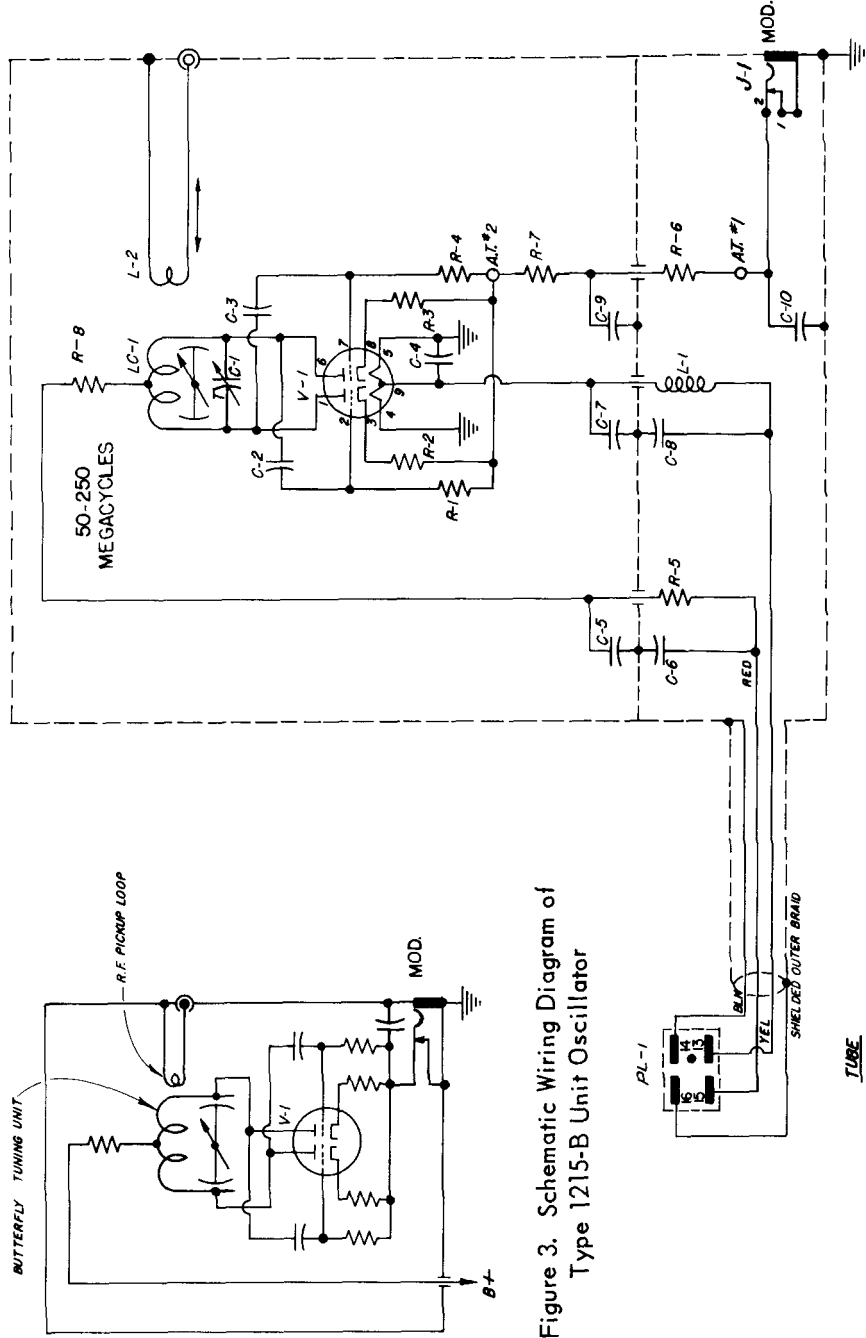 BUTTERFLY TUNING UNIT
R.F. PICKUP LOOP
V-1
MOD.
B+
Figure 3. Schematic Wiring Diagram of
Type 1215-B Unit Oscillator
50-250
MEGACYCLES
R-8
LC-1
L-2
C-1
C-3
C-2
V-1
1
6
2
7
3
8
4
5
9
R-4
R-3
R-2
R-1
C-4
A.T. #2
R-7
C-9
R-6
A.T. #1
C-7
C-8
L-1
C-10
C-5
C-6
R-5
J-1
MOD.
2
1
RED
BLK
YEL
SHIELDED OUTER BRAID
PL-1
16
14
15
13
TUBE